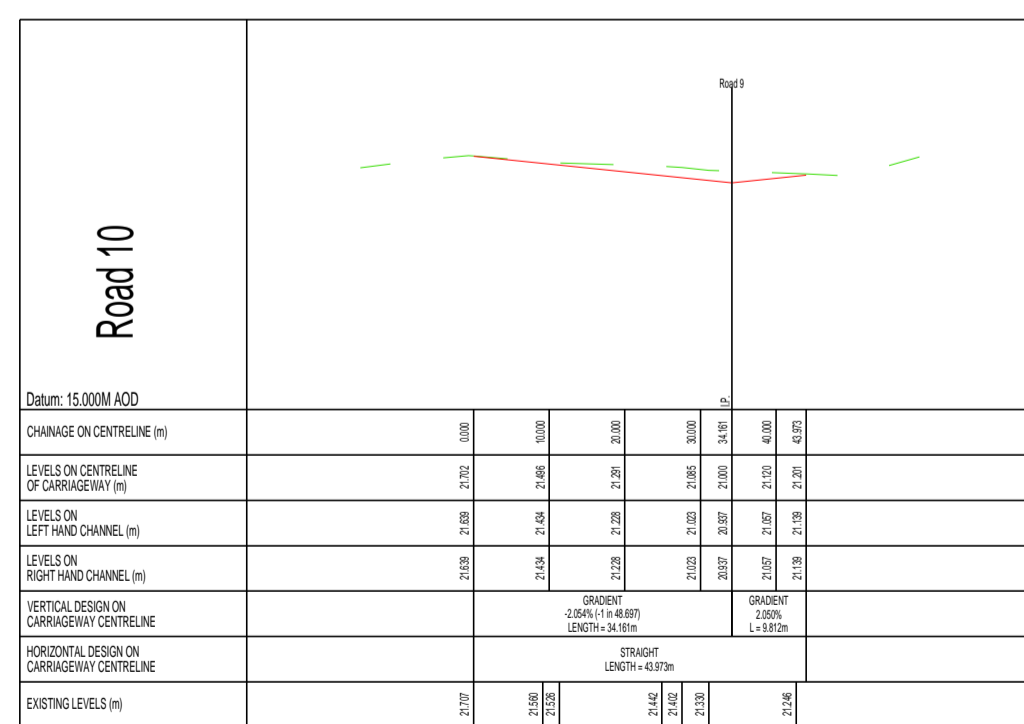 Road 9
Road 10
Datum: 15.000M AOD
I.P.
CHAINAGE ON CENTRELINE (m)
0.000
10.000
20.000
30.000
34.161
40.000
43.973
LEVELS ON CENTRELINE
OF CARRIAGEWAY (m)
21.702
21.496
21.291
21.085
21.000
21.120
21.201
LEVELS ON
LEFT HAND CHANNEL (m)
21.639
21.434
21.228
21.023
20.937
21.057
21.139
LEVELS ON
RIGHT HAND CHANNEL (m)
21.639
21.434
21.228
21.023
20.937
21.057
21.139
VERTICAL DESIGN ON
CARRIAGEWAY CENTRELINE
GRADIENT
-2.054% (-1 in 48.697)
LENGTH = 34.161m
GRADIENT
2.050%
L = 9.812m
HORIZONTAL DESIGN ON
CARRIAGEWAY CENTRELINE
STRAIGHT
LENGTH = 43.973m
EXISTING LEVELS (m)
21.707
21.560
21.526
21.442
21.402
21.330
21.246